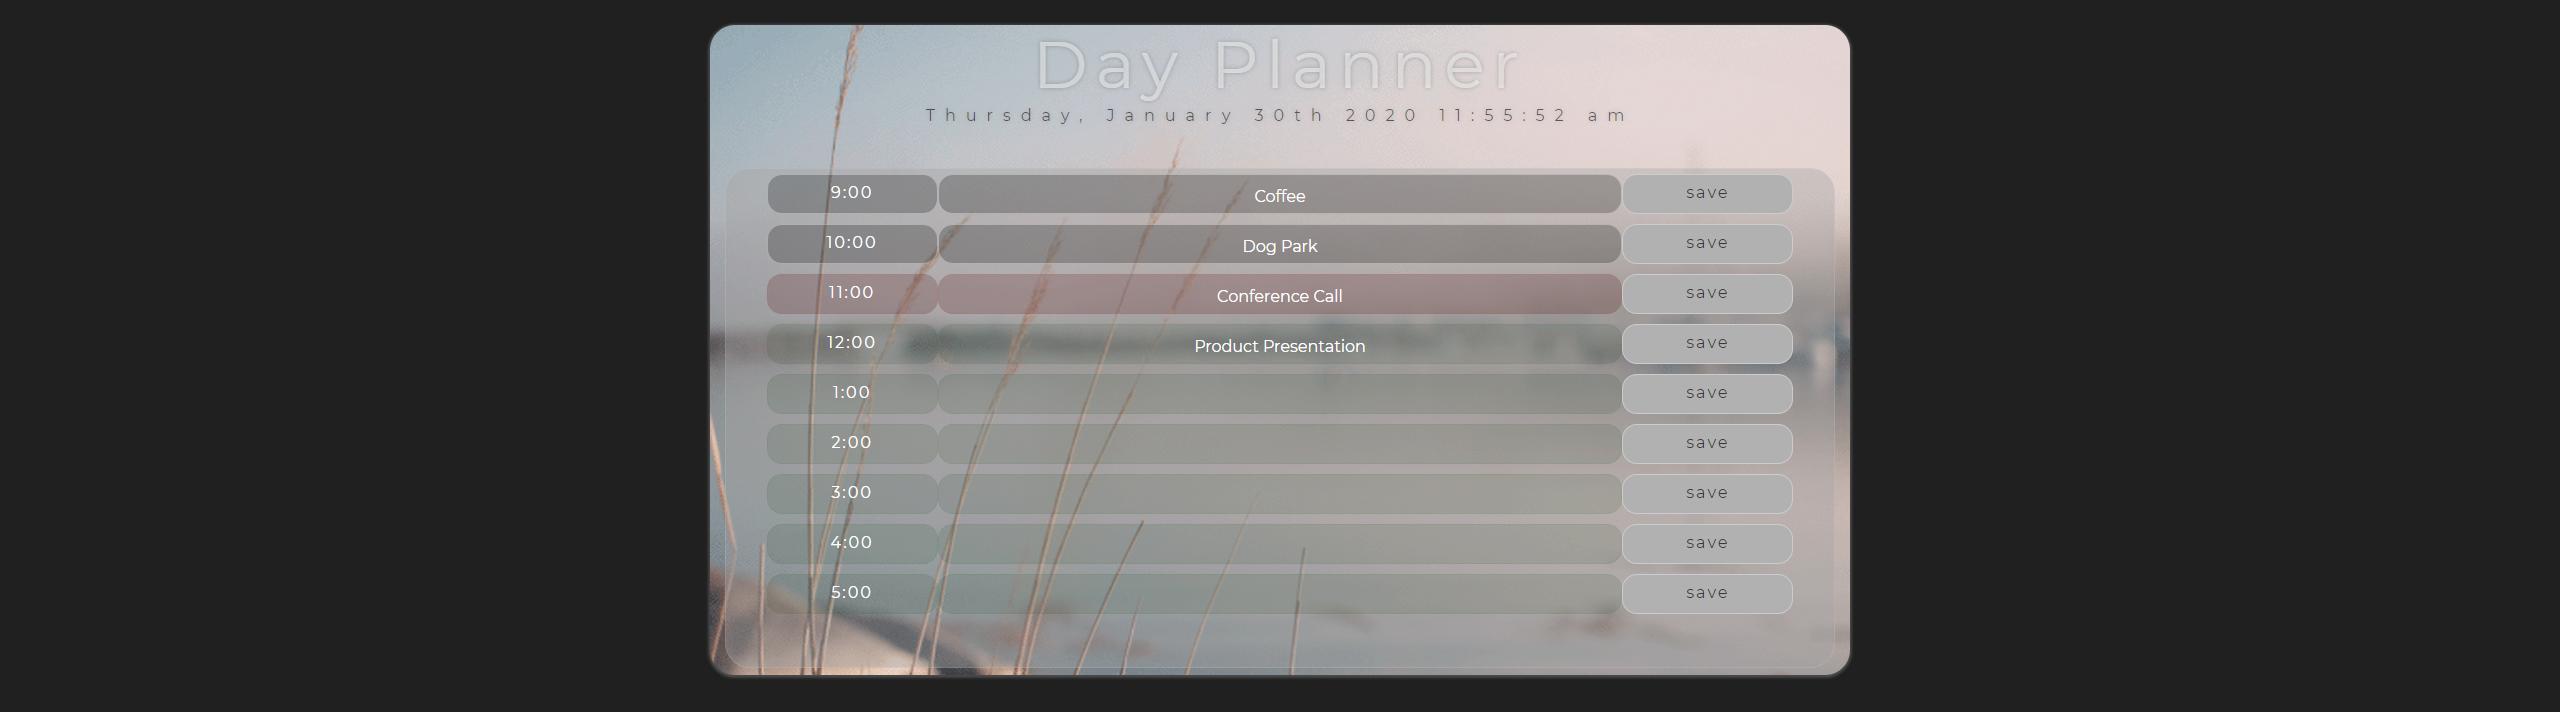 Day Planner
Thursday, January 30th 2020 11:55:52 am
9:00 Coffee save
10:00 Dog Park save
11:00 Conference Call save
12:00 Product Presentation save
1:00 save
2:00 save
3:00 save
4:00 save
5:00 save